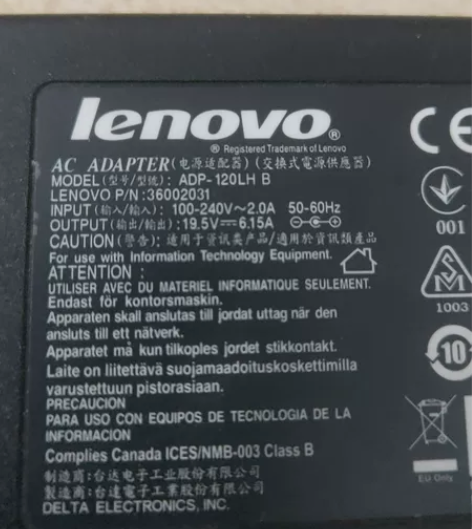 lenovo®
® Registered Trademark of Lenovo
AC ADAPTER(电源适配器)(交換式電源供應器)
MODEL(型号/型號): ADP-120LH B
LENOVO P/N:36002031
INPUT(输入/輸入): 100-240V～2.0A 50-60Hz
OUTPUT(输出/輸出):19.5V⎓6.15A
CAUTION(警告): 适用于资讯类产品/適用於資訊類產品
For use with Information Technology Equipment.
ATTENTION :
UTILISER AVEC DU MATERIEL INFORMATIQUE SEULEMENT.
Endast för kontorsmaskin.
Apparaten skall anslutas till jordat uttag när den
ansluts till ett nätverk.
Apparatet må kun tilkoples jordet stikkontakt.
Laite on liitettävä suojamaadoituskoskettimilla
varustettuun pistorasiaan.
PRECAUCION
PARA USO CON EQUIPOS DE TECNOLOGIA DE LA
INFORMACION
Complies Canada ICES/NMB-003 Class B
制造商:台达电子工业股份有限公司
製造商:台達電子工業股份有限公司
DELTA ELECTRONICS, INC.
CE
001
1003
10
EU Only